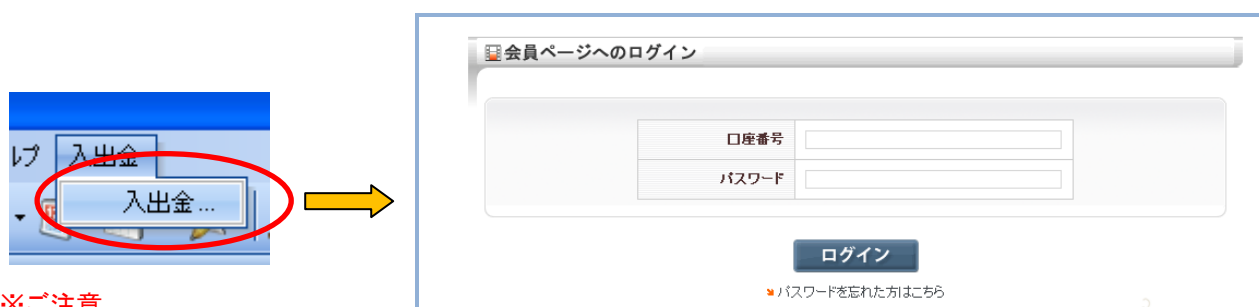 会員ページへのログイン
ルプ 入出金
入出金...
口座番号
パスワード
ログイン
パスワードを忘れた方はこちら
※ご注意